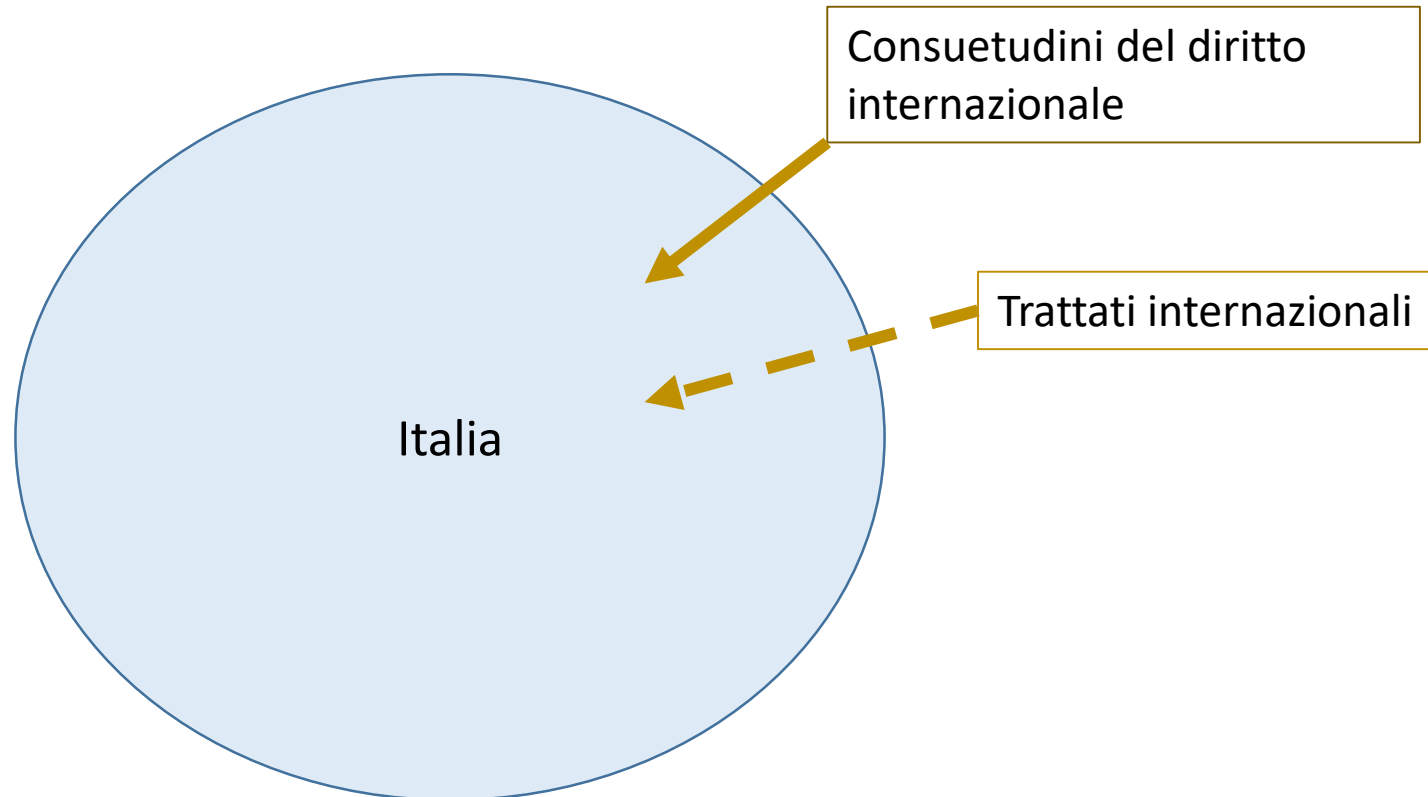 Consuetudini del diritto
internazionale
Trattati internazionali
Italia